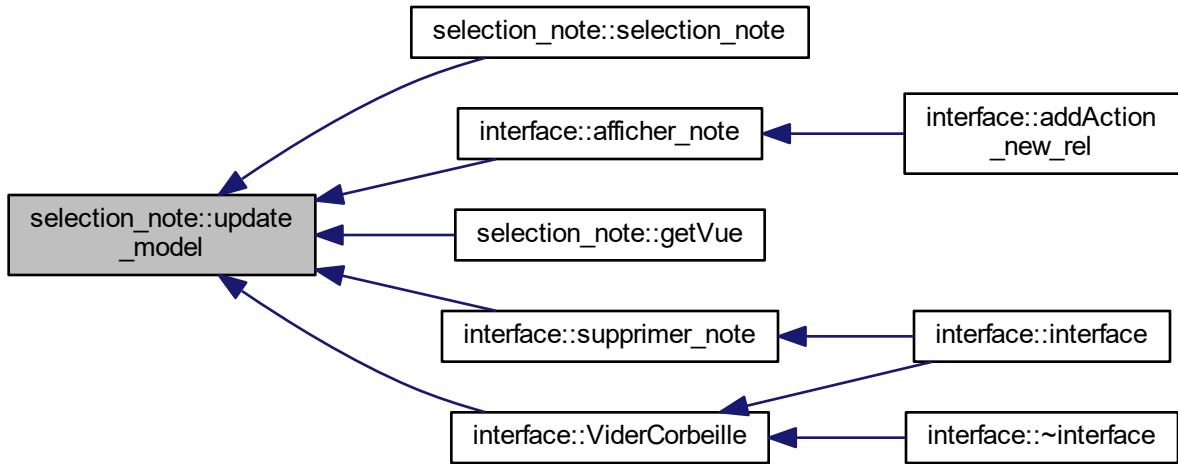 selection_note::selection_note
interface::afficher_note
interface::addAction
_new_rel
selection_note::update
_model
selection_note::getVue
interface::supprimer_note
interface::interface
interface::ViderCorbeille
interface::~interface